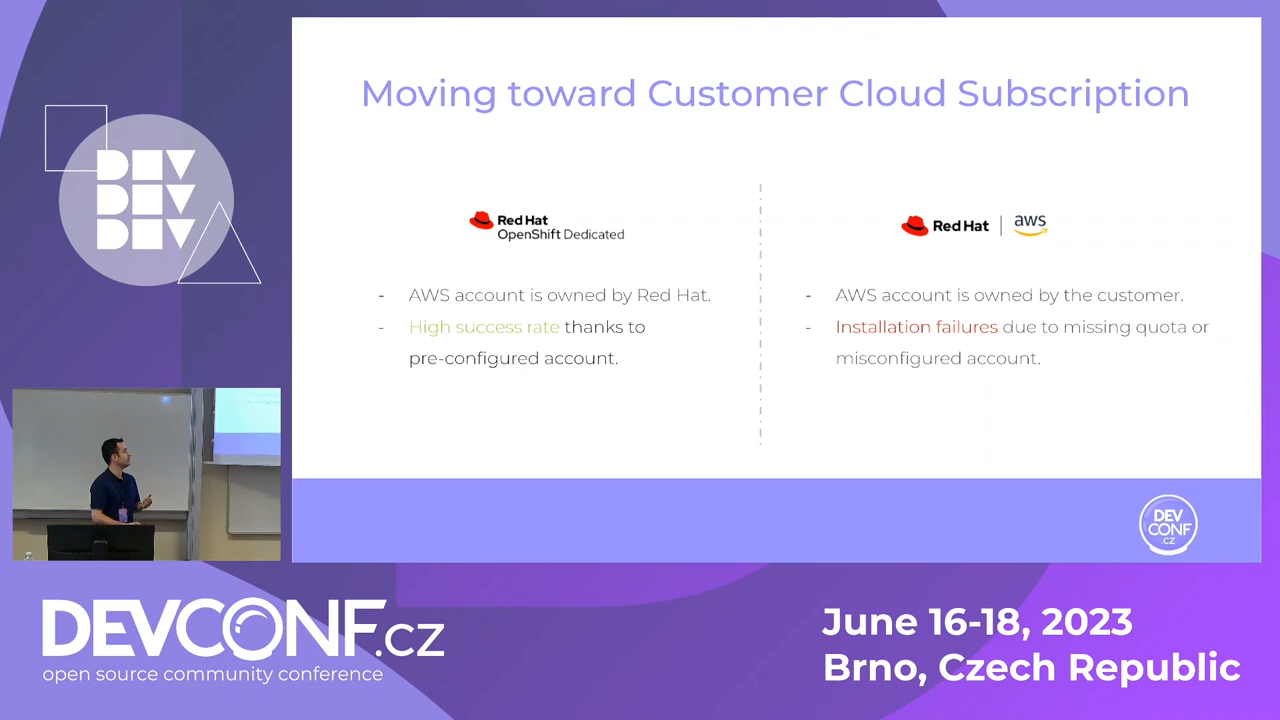 Moving toward Customer Cloud Subscription
DEV
DEV
DEV
Red Hat
OpenShift Dedicated
- AWS account is owned by Red Hat.
- High success rate thanks to
pre-configured account.
Red Hat | aws
- AWS account is owned by the customer.
- Installation failures due to missing quota or
misconfigured account.
DEV
CONF
.CZ
DEVCONF.cz
open source community conference
June 16-18, 2023
Brno, Czech Republic